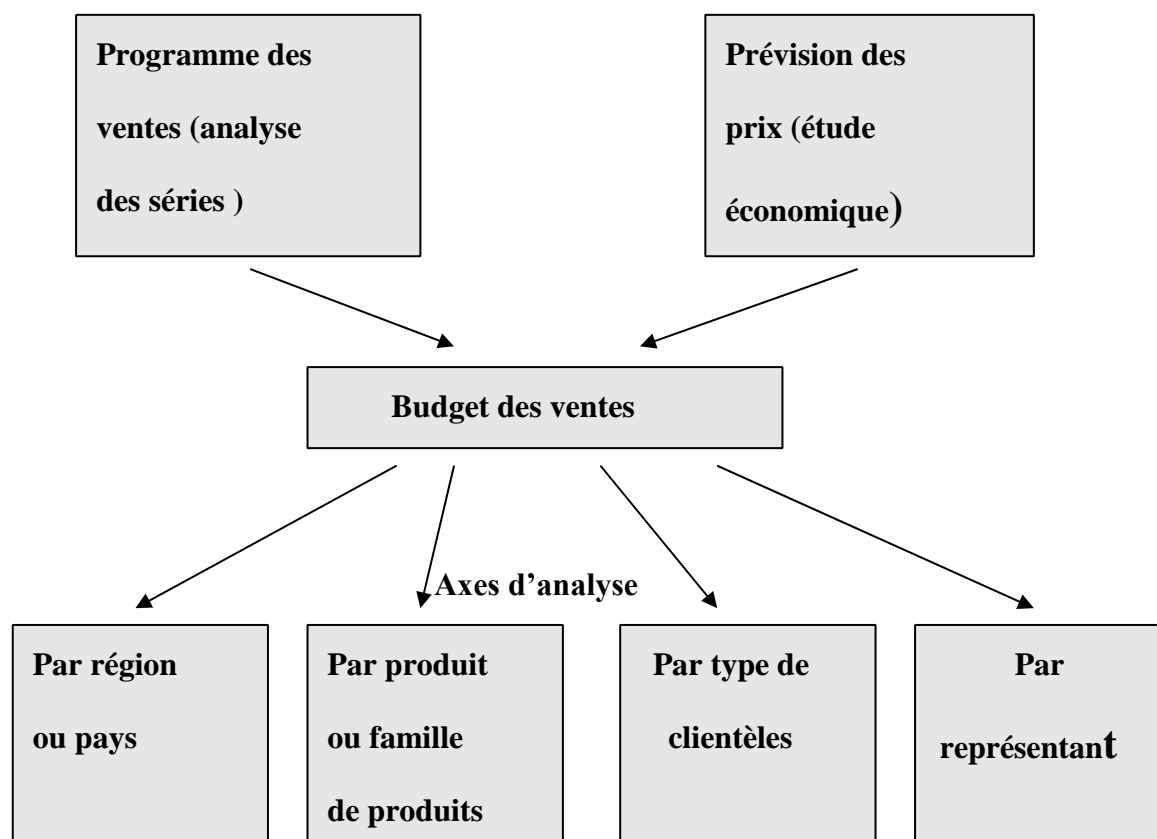 Programme des
ventes (analyse
des séries )
Prévision des
prix (étude
économique)
Budget des ventes
Axes d’analyse
Par région
ou pays
Par produit
ou famille
de produits
Par type de
clientèles
Par
représentant